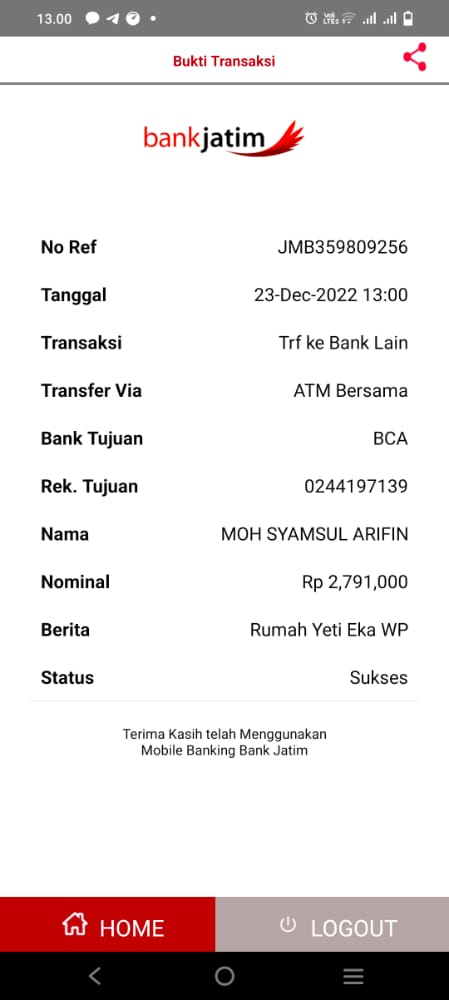 13.00
VoI LTE2
Bukti Transaksi
bankjatim
No Ref JMB359809256
Tanggal 23-Dec-2022 13:00
Transaksi Trf ke Bank Lain
Transfer Via ATM Bersama
Bank Tujuan BCA
Rek. Tujuan 0244197139
Nama MOH SYAMSUL ARIFIN
Nominal Rp 2,791,000
Berita Rumah Yeti Eka WP
Status Sukses
Terima Kasih telah Menggunakan
Mobile Banking Bank Jatim
HOME LOGOUT